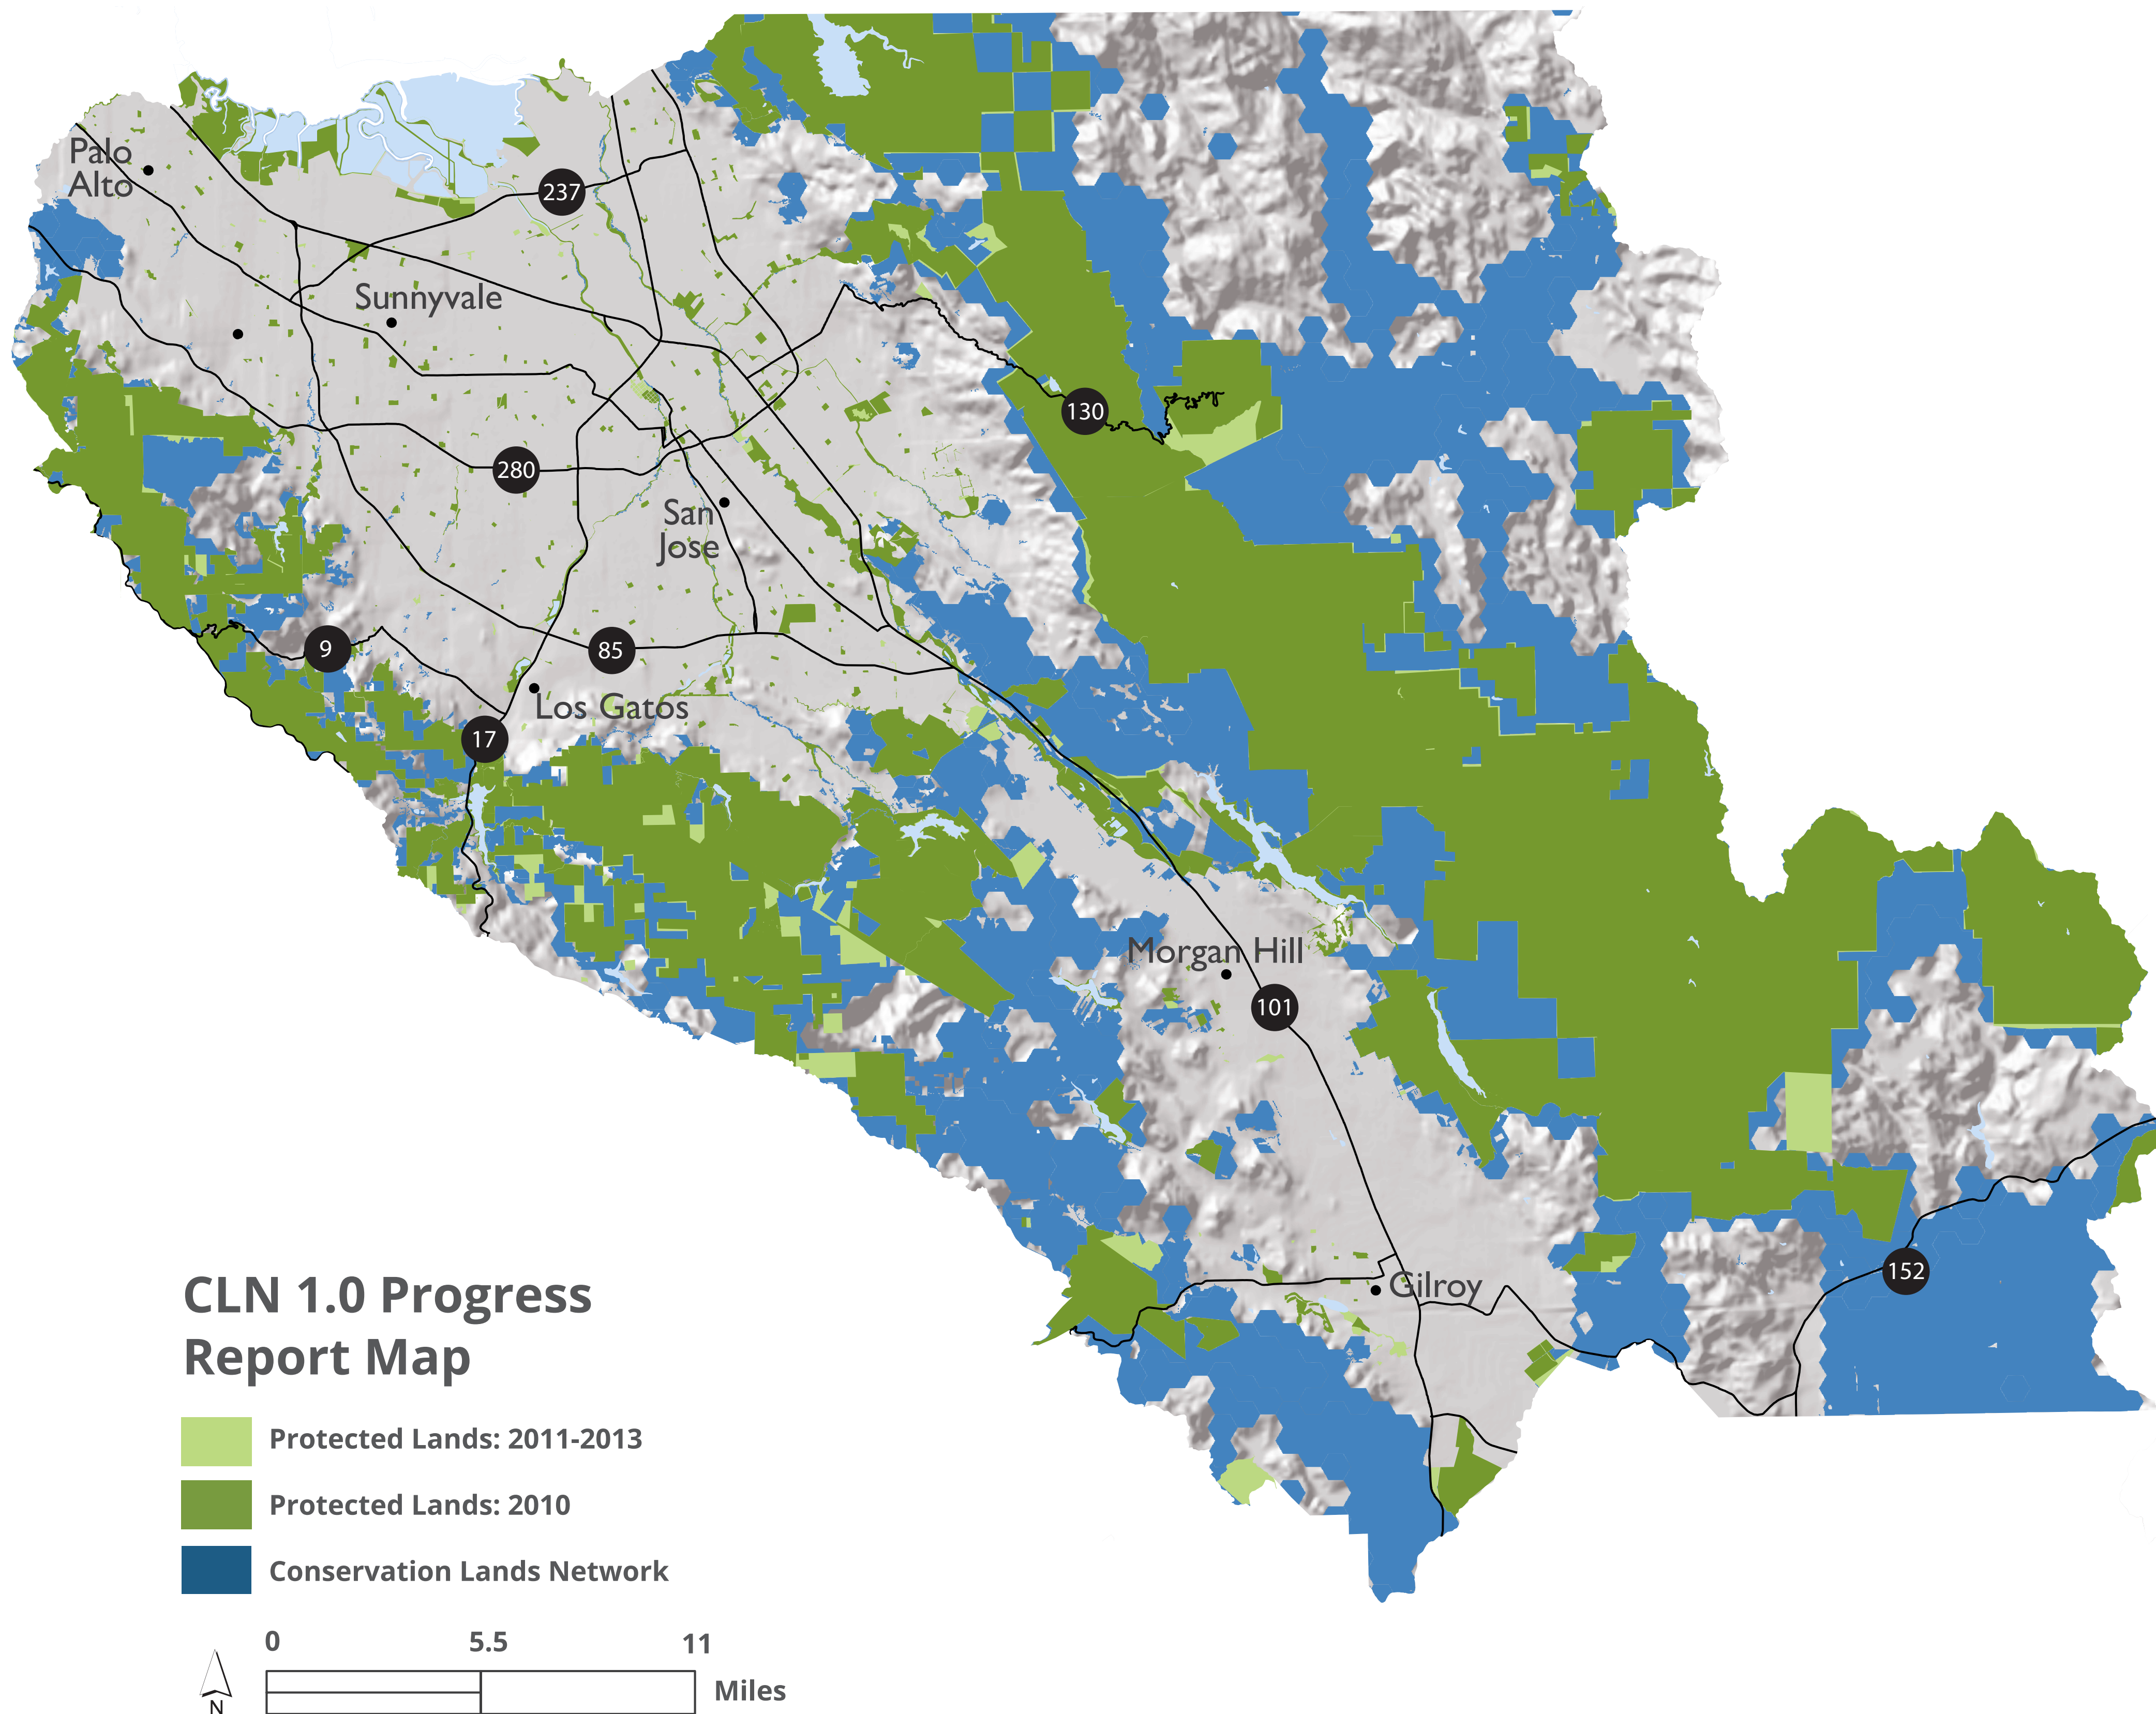 Palo
Alto
237
Sunnyvale
130
280
San
Jose
9
85
Los Gatos
17
Morgan Hill
101
152
Gilroy
CLN 1.0 Progress
Report Map
Protected Lands: 2011-2013
Protected Lands: 2010
Conservation Lands Network
0 5.5 11
Miles
N